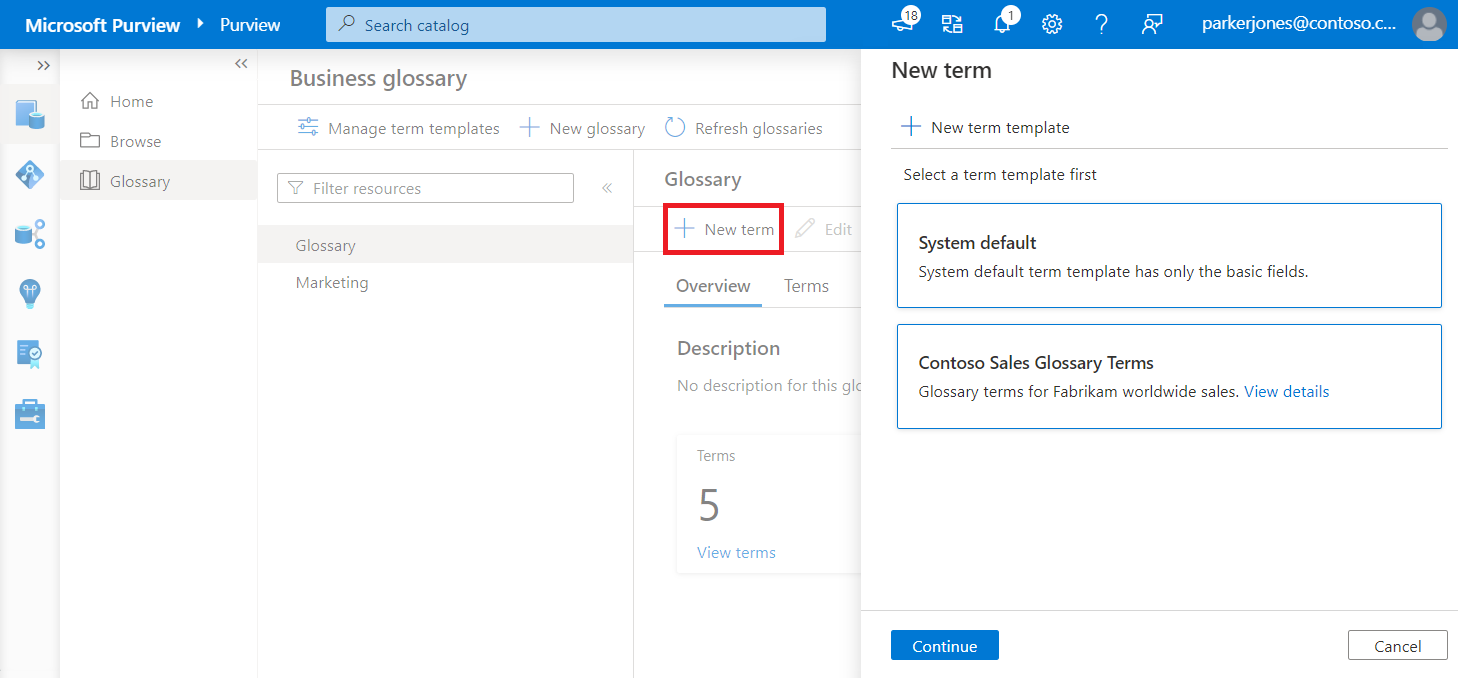 Microsoft Purview Purview
Search catalog
18
1
parkerjones@contoso.c...
Home
Browse
Glossary
Business glossary
Manage term templates
New glossary
Refresh glossaries
Filter resources
Glossary
Marketing
Glossary
New term
Edit
Overview
Terms
Description
No description for this glo
Terms
5
View terms
New term
New term template
Select a term template first
System default
System default term template has only the basic fields.
Contoso Sales Glossary Terms
Glossary terms for Fabrikam worldwide sales. View details
Continue
Cancel